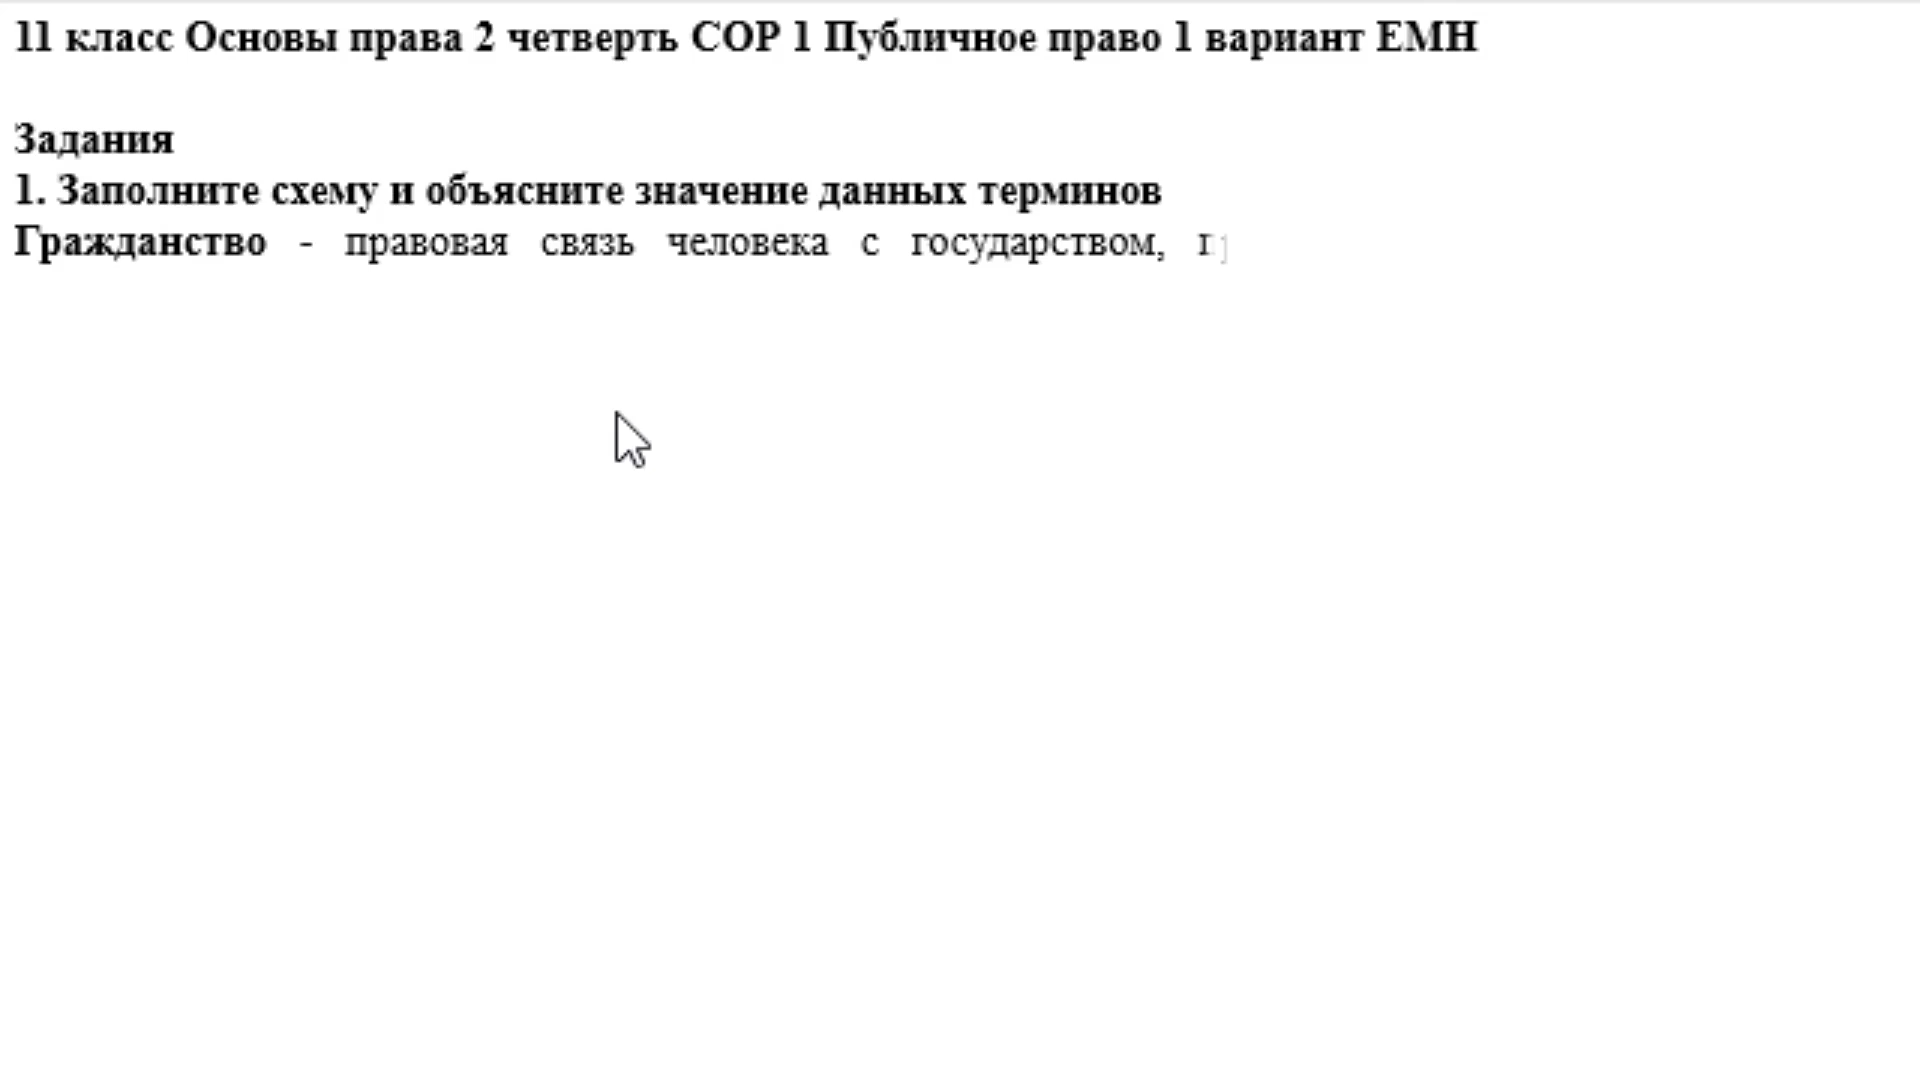 11 класс Основы права 2 четверть СОР 1 Публичное право 1 вариант ЕМН
Задания
1. Заполните схему и объясните значение данных терминов
Гражданство - правовая связь человека с государством,